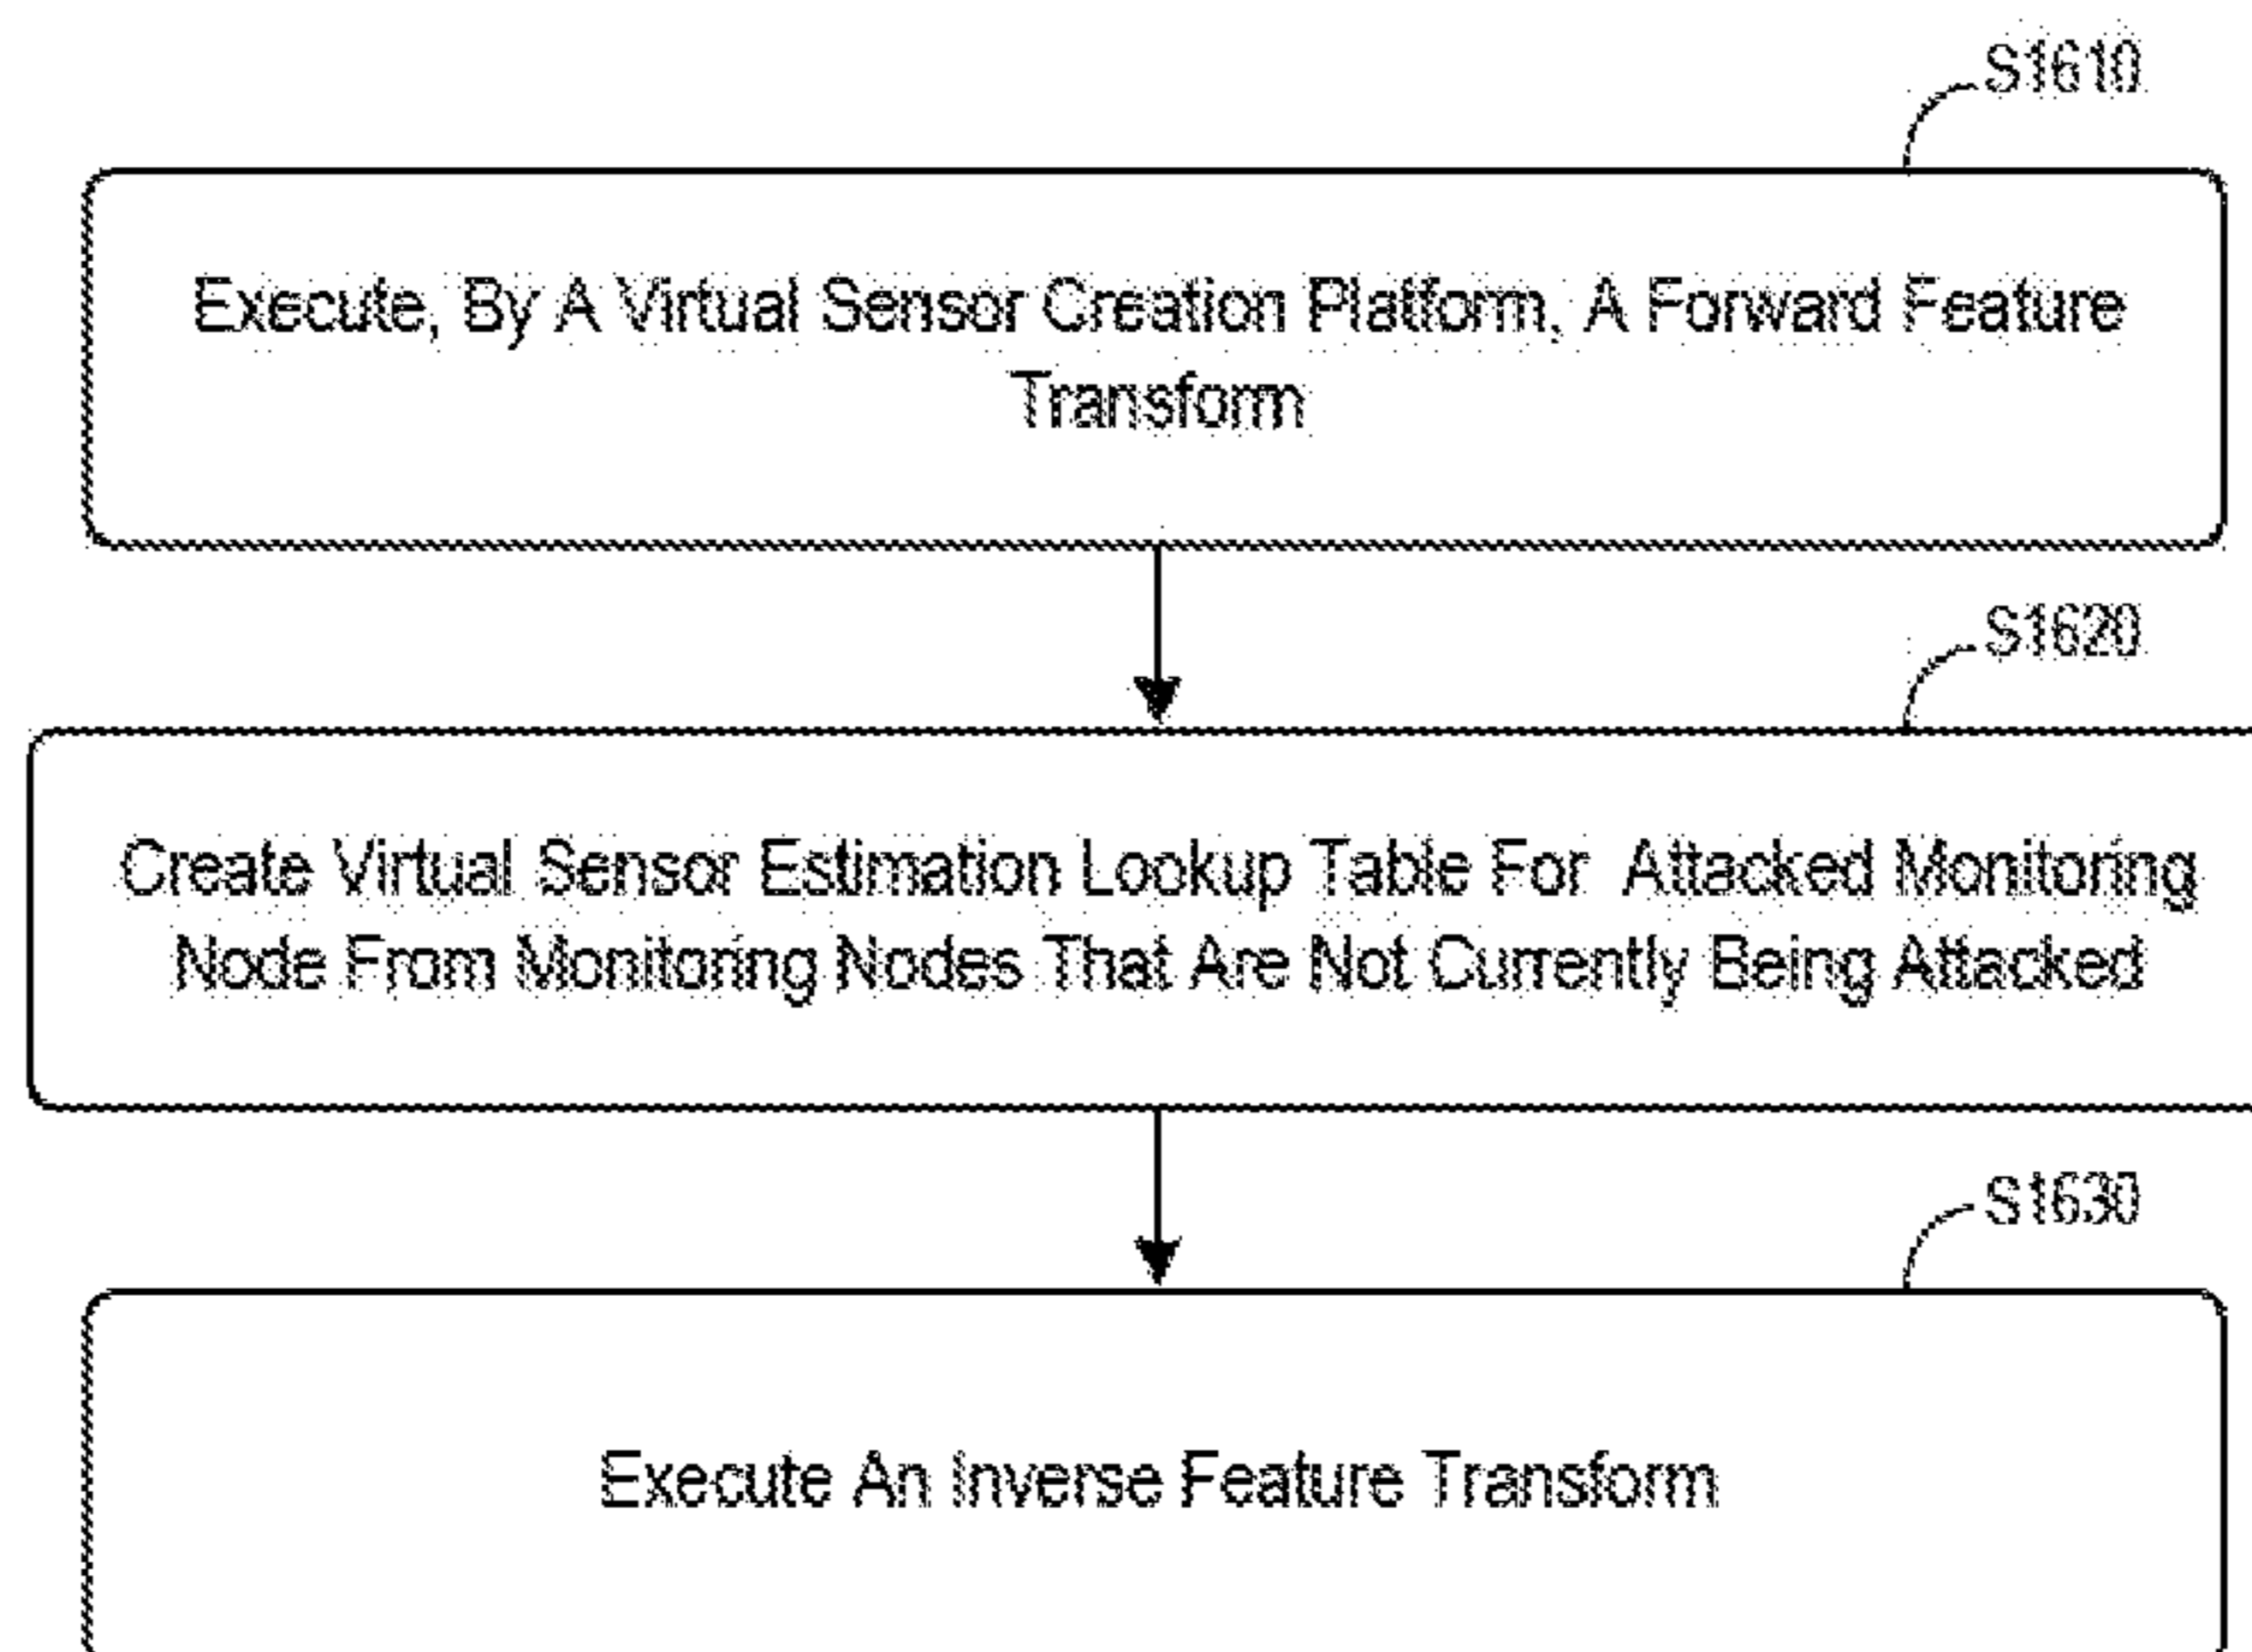 S1610
Execute, By A Virtual Sensor Creation Platform, A Forward Feature
Transform
S1620
Create Virtual Sensor Estimation Lookup Table For Attacked Monitoring
Node From Monitoring Nodes That Are Not Currently Being Attacked
S1630
Execute An Inverse Feature Transform